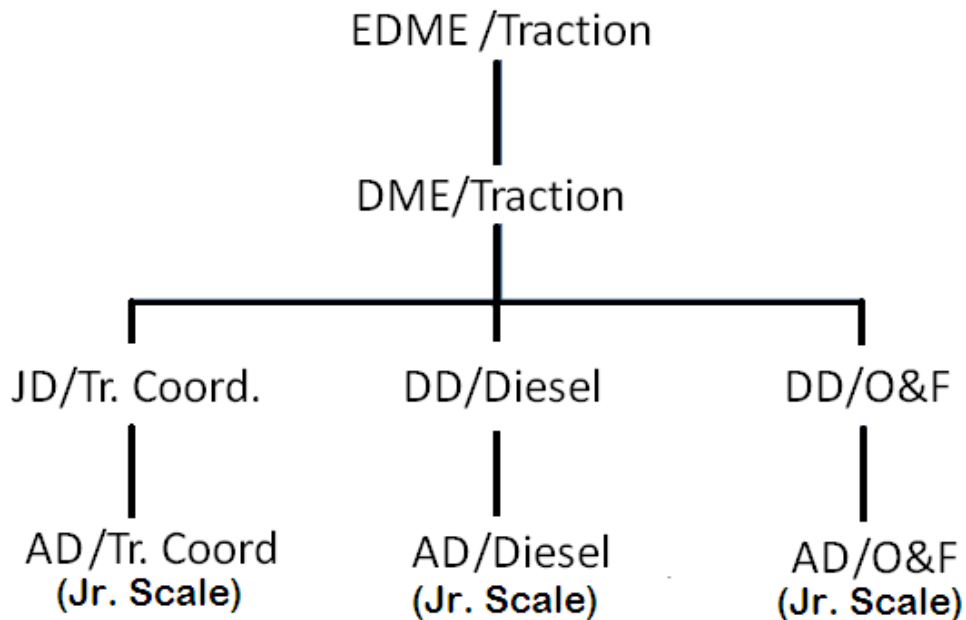 EDME /Traction
DME/Traction
JD/Tr. Coord. DD/Diesel DD/O&F
AD/Tr. Coord AD/Diesel AD/O&F
(Jr. Scale) (Jr. Scale) (Jr. Scale)